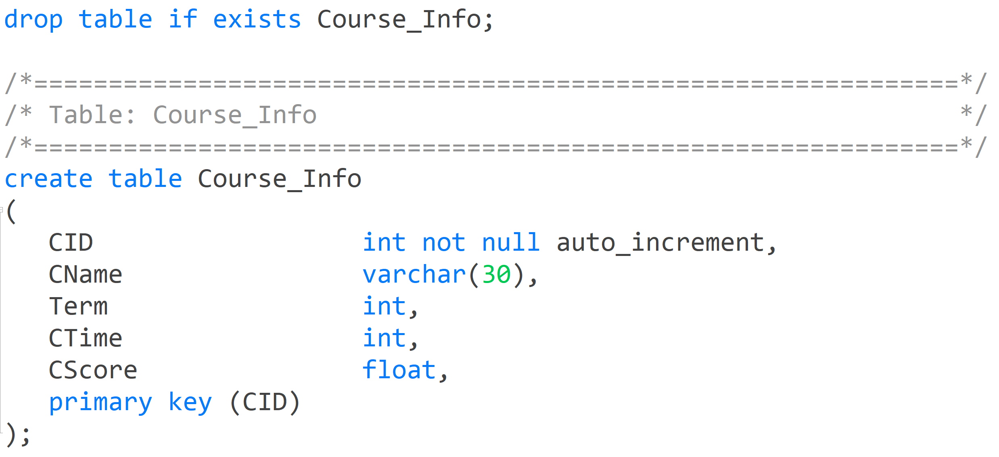 drop table if exists Course_Info;
/*==============================================================*/
/* Table: Course_Info                                           */
/*==============================================================*/
create table Course_Info
(
   CID                  int not null auto_increment,
   CName                varchar(30),
   Term                 int,
   CTime                int,
   CScore               float,
   primary key (CID)
);